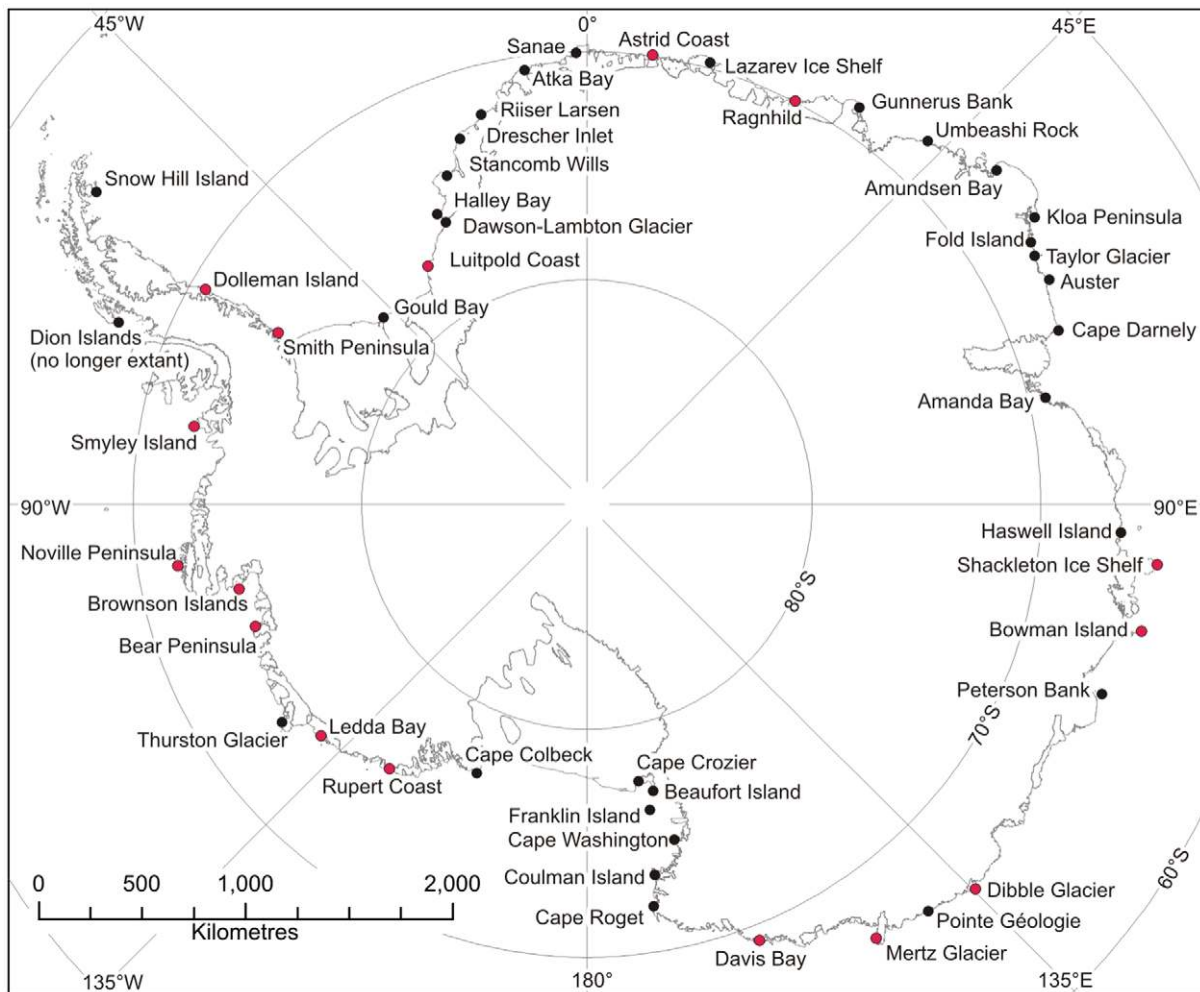 45°W
0°
45°E
Sanae
Astrid Coast
Atka Bay
Lazarev Ice Shelf
Riiser Larsen
Ragnhild
Gunnerus Bank
Drescher Inlet
Umbeashi Rock
Stancomb Wills
Amundsen Bay
Snow Hill Island
Halley Bay
Kloa Peninsula
Dawson-Lambton Glacier
Fold Island
Taylor Glacier
Luitpold Coast
Dolleman Island
Auster
Gould Bay
Cape Darnely
Dion Islands
(no longer extant)
Smith Peninsula
Amanda Bay
Smyley Island
90°W
90°E
Haswell Island
Noville Peninsula
Shackleton Ice Shelf
80°S
Brownson Islands
Bowman Island
Bear Peninsula
Peterson Bank
70°S
Thurston Glacier
Ledda Bay
Cape Colbeck
Cape Crozier
Rupert Coast
Beaufort Island
Franklin Island
Cape Washington
60°S
0 500 1,000 2,000
Kilometres
Coulman Island
Dibble Glacier
Cape Roget
Pointe Géologie
Davis Bay
Mertz Glacier
135°W
180°
135°E